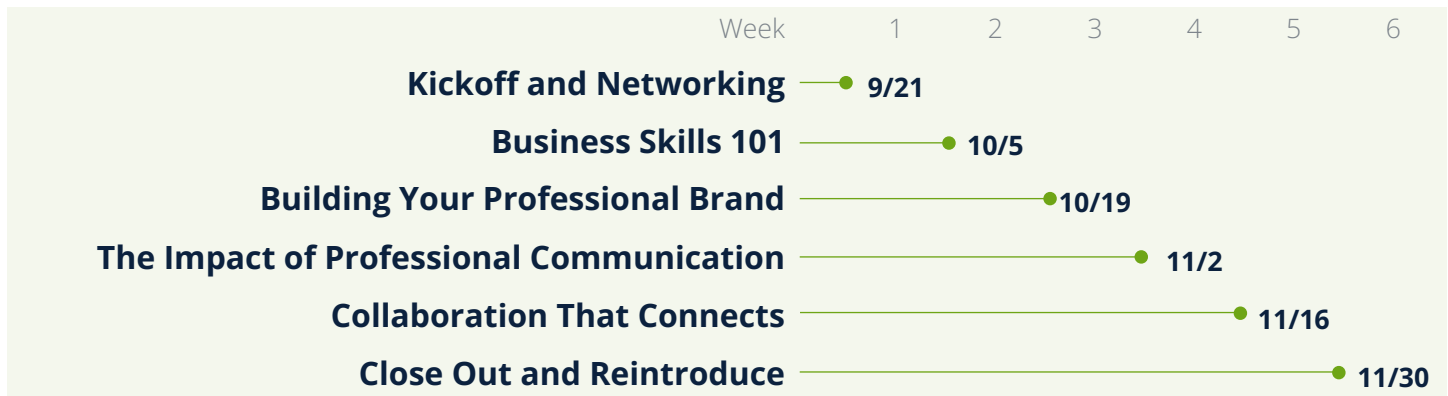 Week 1 2 3 4 5 6
Kickoff and Networking 9/21
Business Skills 101 10/5
Building Your Professional Brand 10/19
The Impact of Professional Communication 11/2
Collaboration That Connects 11/16
Close Out and Reintroduce 11/30